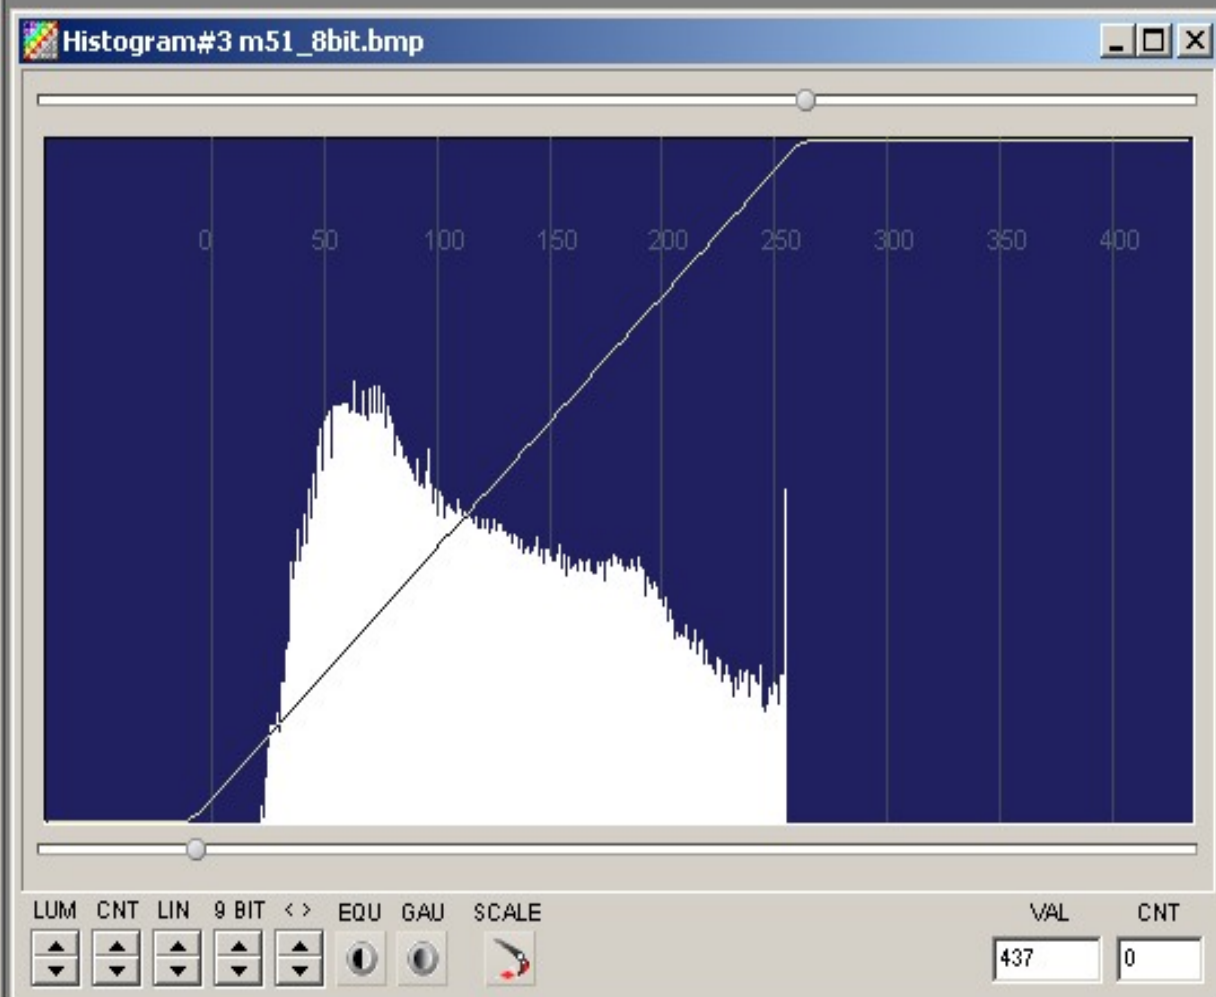 Histogram#3 m51_8bit.bmp
0 50 100 150 200 250 300 350 400
LUM CNT LIN 9 BIT < > EQU GAU SCALE VAL CNT
437 0